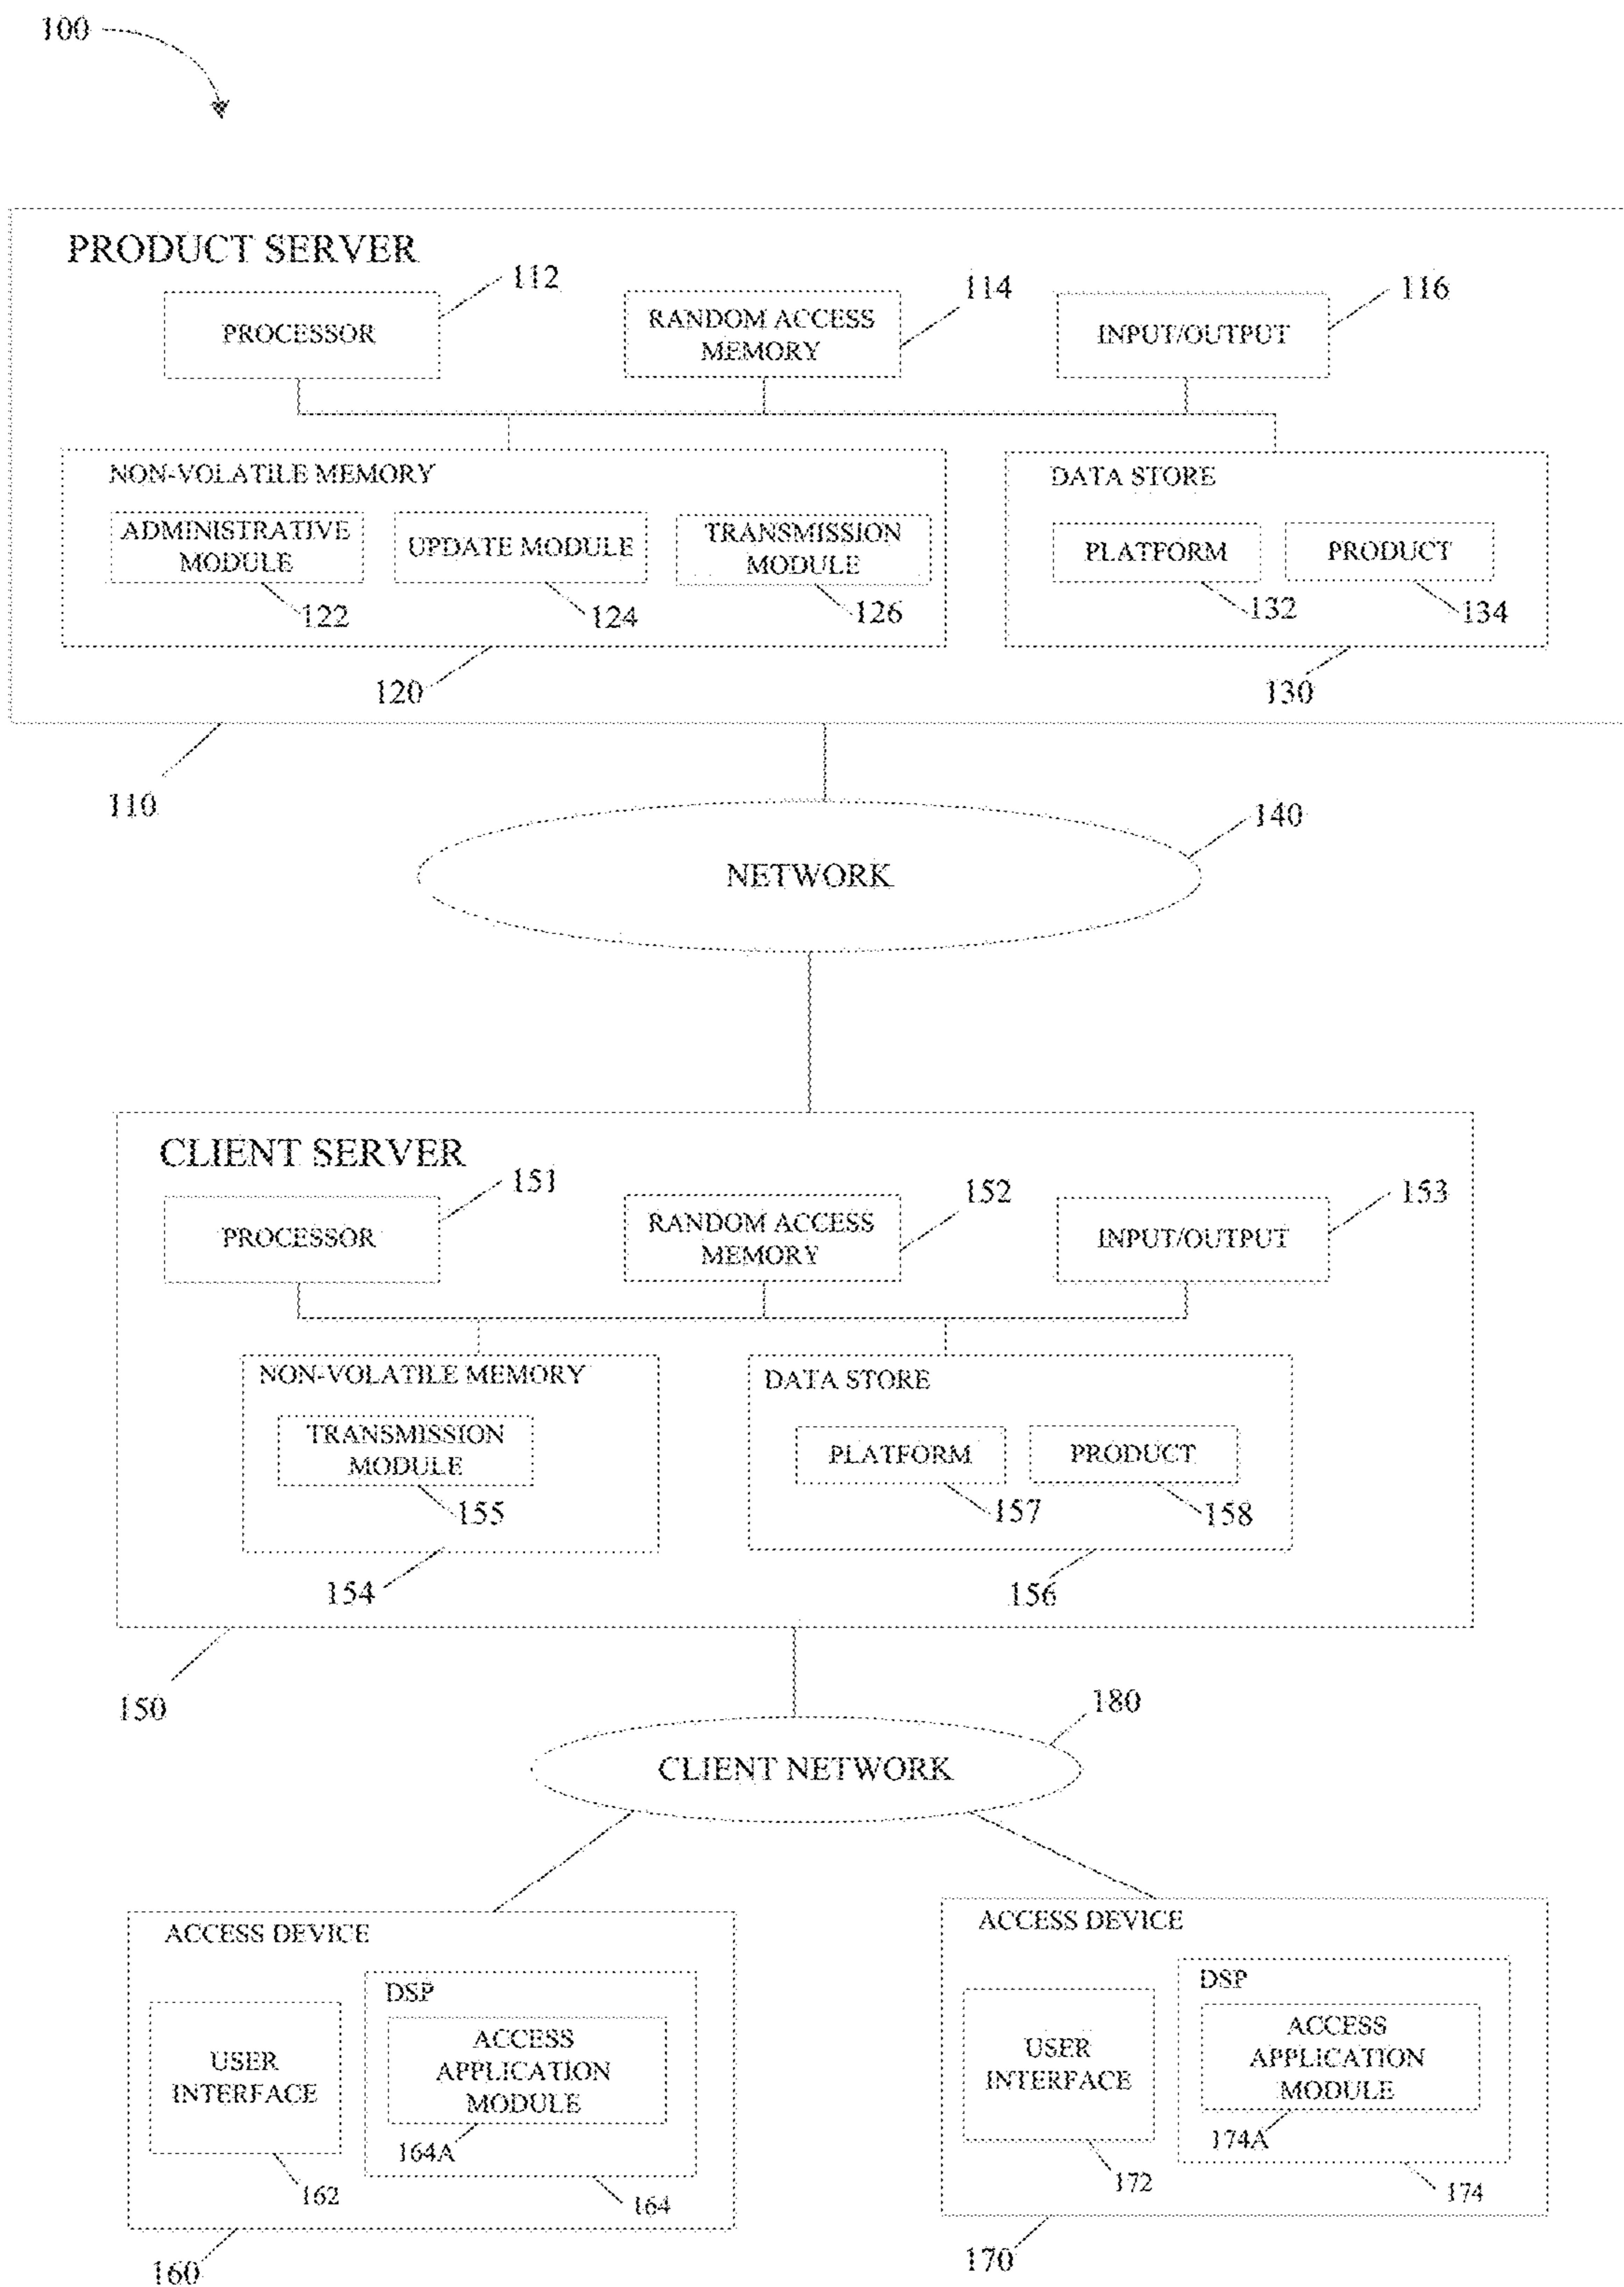 100
PRODUCT SERVER
112
114
116
PROCESSOR
RANDOM ACCESS
MEMORY
INPUT/OUTPUT
NON-VOLATILE MEMORY
DATA STORE
ADMINISTRATIVE
MODULE
UPDATE MODULE
TRANSMISSION
MODULE
PLATFORM
PRODUCT
122
124
126
132
134
120
130
110
140
NETWORK
CLIENT SERVER
151
152
153
PROCESSOR
RANDOM ACCESS
MEMORY
INPUT/OUTPUT
NON-VOLATILE MEMORY
DATA STORE
TRANSMISSION
MODULE
PLATFORM
PRODUCT
155
157
158
154
156
150
180
CLIENT NETWORK
ACCESS DEVICE
DSP
USER
INTERFACE
ACCESS
APPLICATION
MODULE
164A
162
164
160
ACCESS DEVICE
DSP
USER
INTERFACE
ACCESS
APPLICATION
MODULE
174A
172
174
170